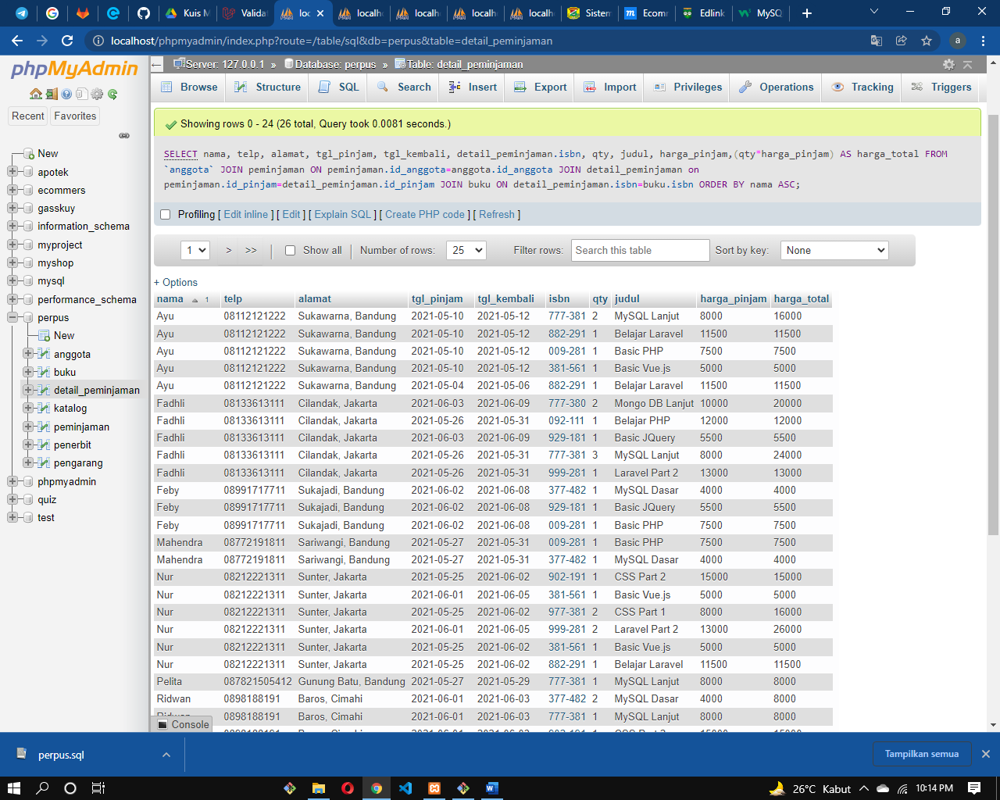 Kuis M
Valida
loc
localho
localho
localho
localho
Sistem
Ecomm
Edlink
MySQ
localhost/phpmyadmin/index.php?route=/table/sql&db=perpus&table=detail_peminjaman
a
phpMyAdmin
Recent Favorites
New
apotek
ecommers
gasskuy
information_schema
myproject
myshop
mysql
performance_schema
perpus
New
anggota
buku
detail_peminjaman
katalog
peminjaman
penerbit
pengarang
phpmyadmin
quiz
test
Server: 127.0.0.1 » Database: perpus » Table: detail_peminjaman
Browse Structure SQL Search Insert Export Import Privileges Operations Tracking Triggers
Showing rows 0 - 24 (26 total, Query took 0.0081 seconds.)
SELECT nama, telp, alamat, tgl_pinjam, tgl_kembali, detail_peminjaman.isbn, qty, judul, harga_pinjam,(qty*harga_pinjam) AS harga_total FROM
`anggota` JOIN peminjaman ON peminjaman.id_anggota=anggota.id_anggota JOIN detail_peminjaman on
peminjaman.id_pinjam=detail_peminjaman.id_pinjam JOIN buku ON detail_peminjaman.isbn=buku.isbn ORDER BY nama ASC;
Profiling [ Edit inline ] [ Edit ] [ Explain SQL ] [ Create PHP code ] [ Refresh ]
1 > >> Show all Number of rows: 25 Filter rows: Search this table Sort by key: None
+ Options
nama 1 telp alamat tgl_pinjam tgl_kembali isbn qty judul harga_pinjam harga_total
Ayu 08112121222 Sukawarna, Bandung 2021-05-10 2021-05-12 777-381 2 MySQL Lanjut 8000 16000
Ayu 08112121222 Sukawarna, Bandung 2021-05-10 2021-05-12 882-291 1 Belajar Laravel 11500 11500
Ayu 08112121222 Sukawarna, Bandung 2021-05-10 2021-05-12 009-281 1 Basic PHP 7500 7500
Ayu 08112121222 Sukawarna, Bandung 2021-05-10 2021-05-12 381-561 1 Basic Vue.js 5000 5000
Ayu 08112121222 Sukawarna, Bandung 2021-05-04 2021-05-06 882-291 1 Belajar Laravel 11500 11500
Fadhli 08133613111 Cilandak, Jakarta 2021-06-03 2021-06-09 777-380 2 Mongo DB Lanjut 10000 20000
Fadhli 08133613111 Cilandak, Jakarta 2021-05-26 2021-05-31 092-111 1 Belajar PHP 12000 12000
Fadhli 08133613111 Cilandak, Jakarta 2021-06-03 2021-06-09 929-181 1 Basic JQuery 5500 5500
Fadhli 08133613111 Cilandak, Jakarta 2021-05-26 2021-05-31 777-381 3 MySQL Lanjut 8000 24000
Fadhli 08133613111 Cilandak, Jakarta 2021-05-26 2021-05-31 999-281 1 Laravel Part 2 13000 13000
Feby 08991717711 Sukajadi, Bandung 2021-06-02 2021-06-08 377-482 1 MySQL Dasar 4000 4000
Feby 08991717711 Sukajadi, Bandung 2021-06-02 2021-06-08 929-181 1 Basic JQuery 5500 5500
Feby 08991717711 Sukajadi, Bandung 2021-06-02 2021-06-08 009-281 1 Basic PHP 7500 7500
Mahendra 08772191811 Sariwangi, Bandung 2021-05-27 2021-05-31 009-281 1 Basic PHP 7500 7500
Mahendra 08772191811 Sariwangi, Bandung 2021-05-27 2021-05-31 377-482 1 MySQL Dasar 4000 4000
Nur 08212221311 Sunter, Jakarta 2021-05-25 2021-06-02 902-191 1 CSS Part 2 15000 15000
Nur 08212221311 Sunter, Jakarta 2021-06-01 2021-06-05 381-561 1 Basic Vue.js 5000 5000
Nur 08212221311 Sunter, Jakarta 2021-05-25 2021-06-02 977-381 2 CSS Part 1 8000 16000
Nur 08212221311 Sunter, Jakarta 2021-06-01 2021-06-05 999-281 2 Laravel Part 2 13000 26000
Nur 08212221311 Sunter, Jakarta 2021-05-25 2021-06-02 381-561 1 Basic Vue.js 5000 5000
Nur 08212221311 Sunter, Jakarta 2021-05-25 2021-06-02 882-291 1 Belajar Laravel 11500 11500
Pelita 087821505412 Gunung Batu, Bandung 2021-05-27 2021-05-29 777-381 1 MySQL Lanjut 8000 8000
Ridwan 0898188191 Baros, Cimahi 2021-06-01 2021-06-03 377-482 2 MySQL Dasar 4000 8000
Ridwan 0898188191 Baros, Cimahi 2021-06-01 2021-06-03 777-381 1 MySQL Lanjut 8000 8000
Console
perpus.sql
Tampilkan semua
26°C Kabut 10:14 PM